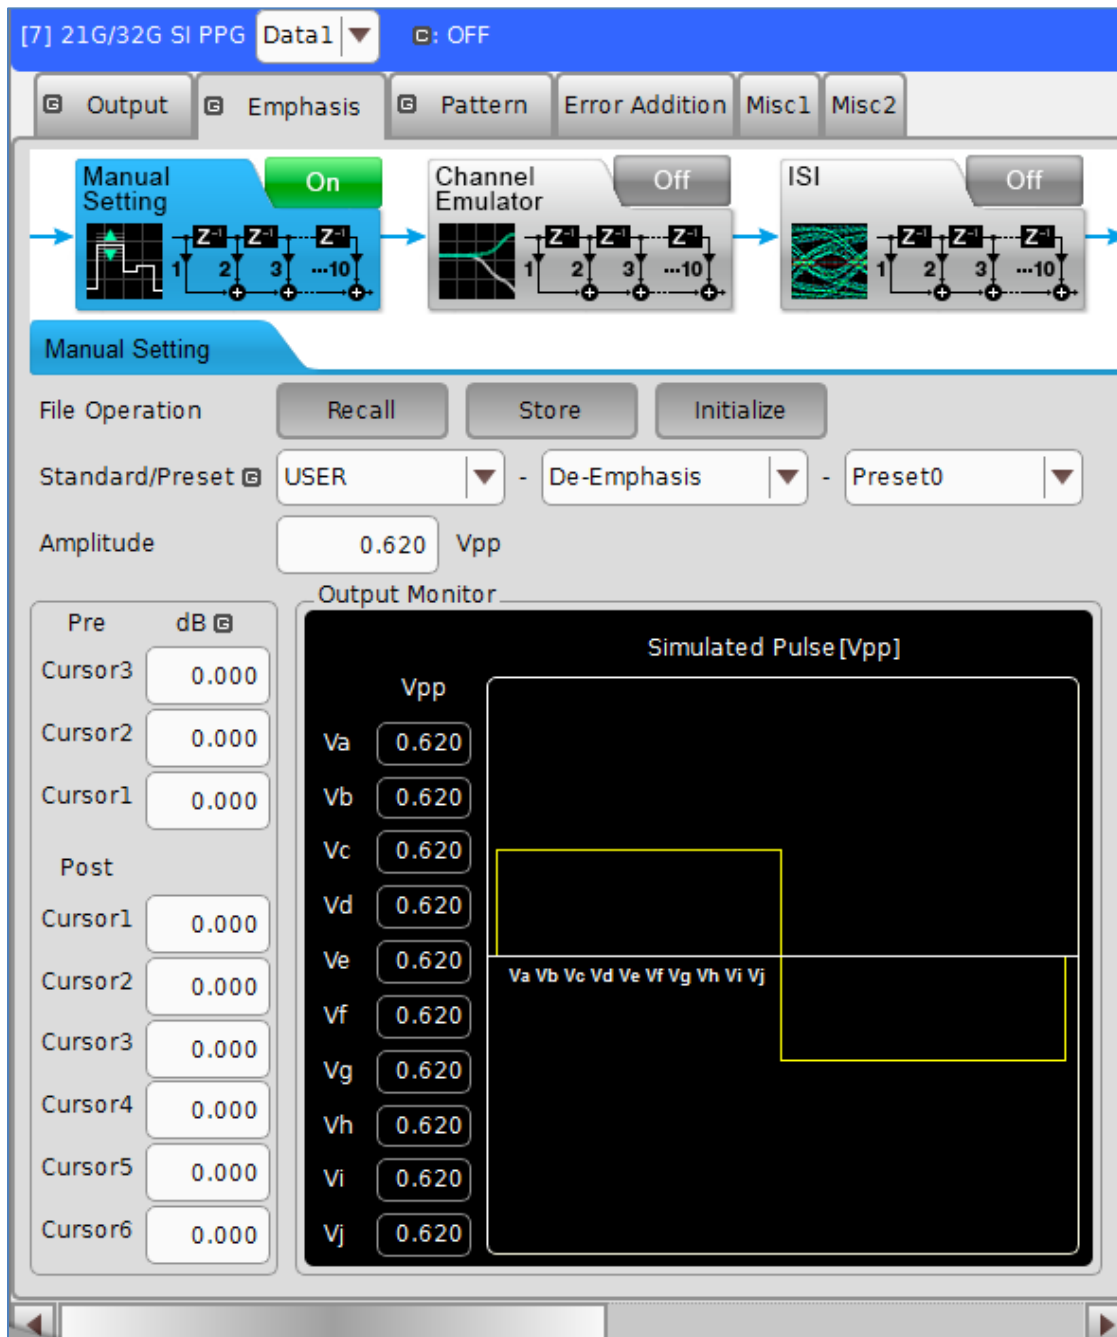 [7] 21G/32G SI PPG Data1 C: OFF
G Output G Emphasis G Pattern Error Addition Misc1 Misc2
Manual Setting On Channel Emulator Off ISI Off
Z-1 Z-1 Z-1 Z-1 Z-1 Z-1 Z-1 Z-1 Z-1
1 2 3 ...10 1 2 3 ...10 1 2 3 ...10
Manual Setting
File Operation Recall Store Initialize
Standard/Preset G USER - De-Emphasis - Preset0
Amplitude 0.620 Vpp
Output Monitor
Pre dB G
Cursor3 0.000
Cursor2 0.000
Cursor1 0.000
Post
Cursor1 0.000
Cursor2 0.000
Cursor3 0.000
Cursor4 0.000
Cursor5 0.000
Cursor6 0.000
Simulated Pulse[Vpp]
Vpp
Va 0.620
Vb 0.620
Vc 0.620
Vd 0.620
Ve 0.620
Vf 0.620
Vg 0.620
Vh 0.620
Vi 0.620
Vj 0.620
Va Vb Vc Vd Ve Vf Vg Vh Vi Vj